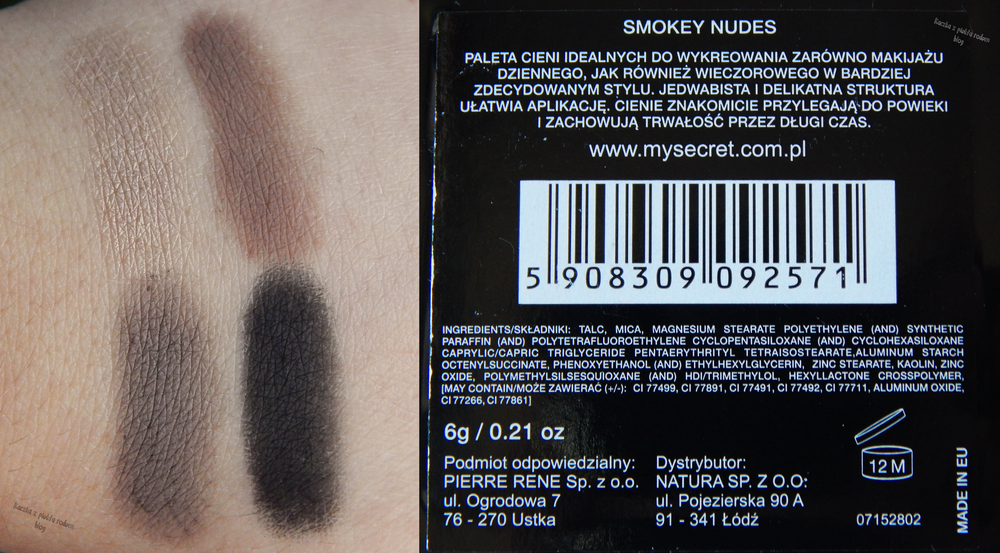 SMOKEY NUDES
PALETA CIENI IDEALNYCH DO WYKREOWANIA ZARÓWNO MAKIJAŻU
DZIENNEGO, JAK RÓWNIEŻ WIECZOROWEGO W BARDZIEJ
ZDECYDOWANYM STYLU. JEDWABISTA I DELIKATNA STRUKTURA
UŁATWIA APLIKACJĘ. CIENIE ZNAKOMICIE PRZYLEGAJĄ DO POWIEKI
I ZACHOWUJĄ TRWAŁOŚĆ PRZEZ DŁUGI CZAS.
www.mysecret.com.pl
5 908309 092571
INGREDIENTS/SKŁADNIKI: TALC, MICA, MAGNESIUM STEARATE POLYETHYLENE (AND) SYNTHETIC
PARAFFIN (AND) POLYTETRAFLUOROETHYLENE CYCLOPENTASILOXANE (AND) CYCLOHEXASILOXANE
CAPRYLIC/CAPRIC TRIGLYCERIDE PENTAERYTHRITYL TETRAISOSTEARATE,ALUMINUM STARCH
OCTENYLSUCCINATE, PHENOXYETHANOL (AND) ETHYLHEXYLGLYCERIN, ZINC STEARATE, KAOLIN, ZINC
OXIDE, POLYMETHYLSILSESQUIOXANE (AND) HDI/TRIMETHYLOL, HEXYLLACTONE CROSSPOLYMER,
[MAY CONTAIN/MOŻE ZAWIERAĆ (+/-): CI 77499, CI 77891, CI 77491, CI 77492, CI 77711, ALUMINUM OXIDE,
CI 77266, CI 77861]
6g / 0.21 oz
Podmiot odpowiedzialny:
PIERRE RENE Sp. z o.o.
ul. Ogrodowa 7
76 - 270 Ustka
Dystrybutor:
NATURA SP. Z O.O:
ul. Pojezierska 90 A
91 - 341 Łódź
12 M
07152802
MADE IN EU
blog
blog